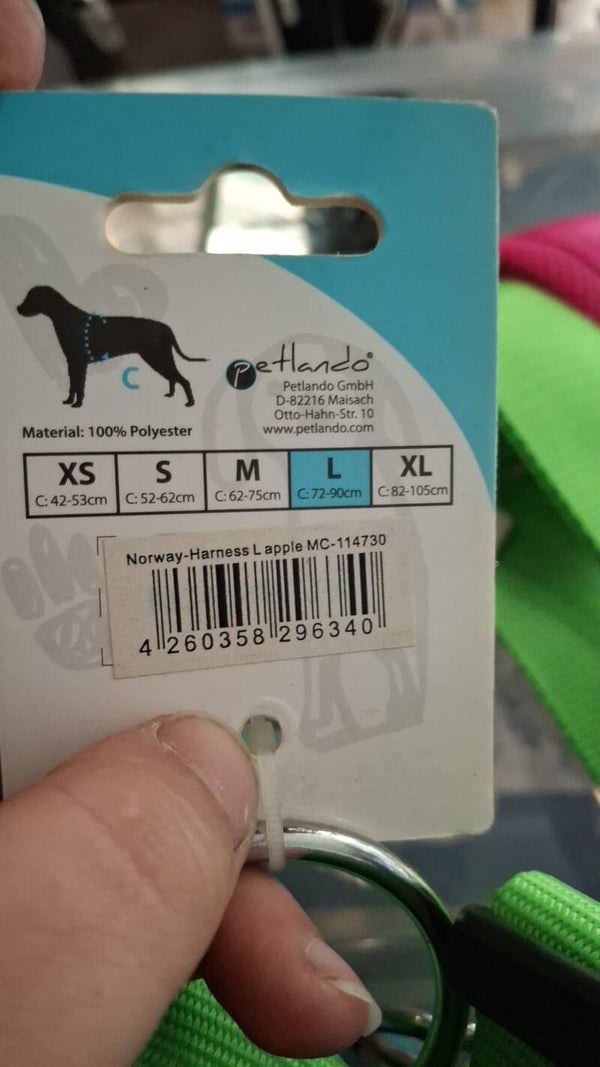 C
petlando®
Petlando GmbH
D-82216 Maisach
Otto-Hahn-Str. 10
www.petlando.com
Material: 100% Polyester
XS S M L XL
C: 42-53cm C: 52-62cm C: 62-75cm C: 72-90cm C: 82-105cm
Norway-Harness L apple MC-114730
4 260358 296340